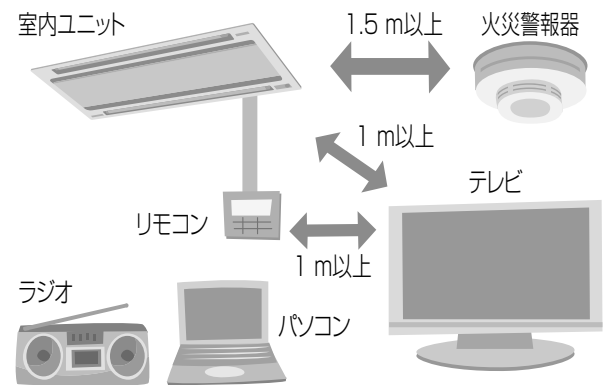 室内ユニット
1.5 m以上
火災警報器
1 m以上
テレビ
リモコン
1 m以上
ラジオ
パソコン